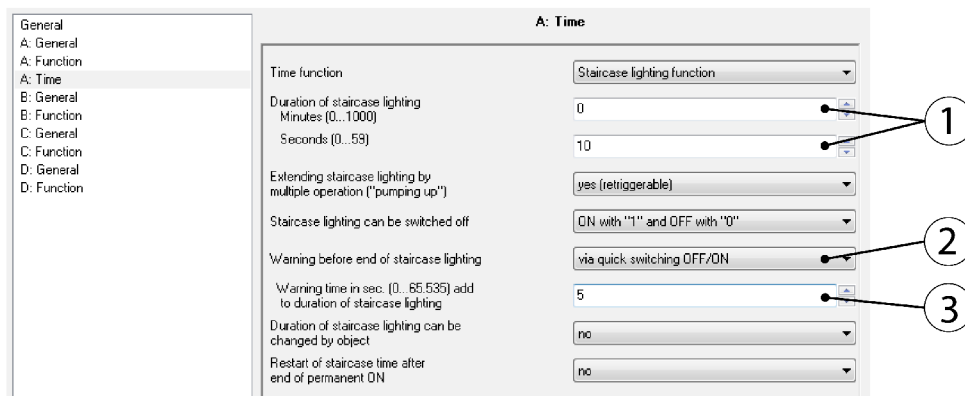 General
A: General
A: Function
A: Time
B: General
B: Function
C: General
C: Function
D: General
D: Function
A: Time
Time function
Staircase lighting function
Duration of staircase lighting
Minutes (0...1000)
0
Seconds (0...59)
10
1
Extending staircase lighting by
multiple operation ("pumping up")
yes (retriggerable)
Staircase lighting can be switched off
ON with "1" and OFF with "0"
Warning before end of staircase lighting
via quick switching OFF/ON
2
Warning time in sec. (0...65.535) add
to duration of staircase lighting
5
3
Duration of staircase lighting can be
changed by object
no
Restart of staircase time after
end of permanent ON
no